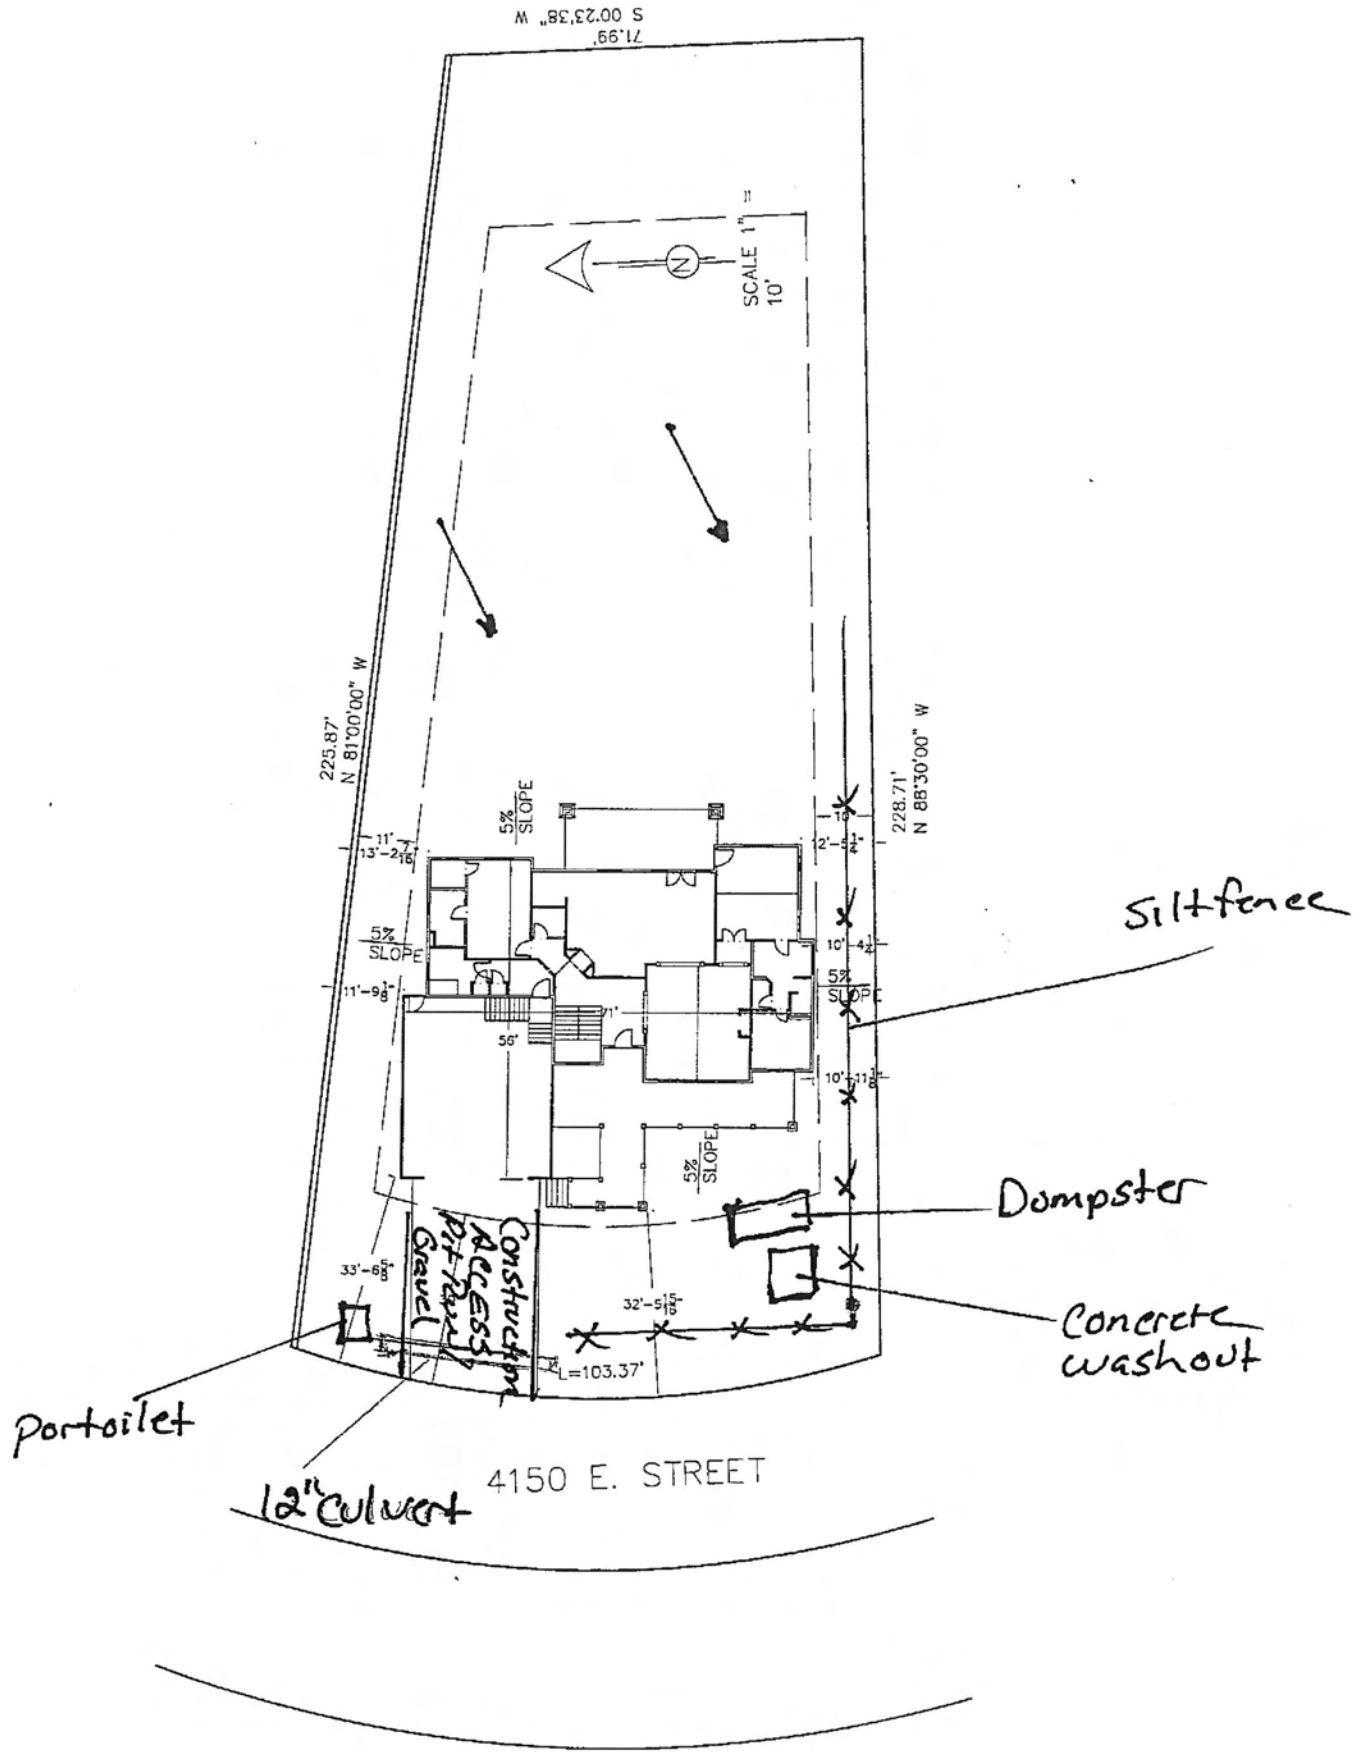 S 00°23'38" W
71.99'
N
SCALE 1" =
10'
225.87'
N 81°00'00" W
228.71'
N 88°30'00" W
5%
SLOPE
11'
13'-2 7/16"
10'
12'-5 1/4"
Siltfence
5%
SLOPE
10'-4 1/4"
11'-9 1/8"
5%
SLOPE
71'
56'
10'-11 1/8"
5%
SLOPE
Dumpster
Construction
ACCESS
Pit Run
Gravel
33'-6 5/8"
32'-5 15/16"
Concrete
washout
L=103.37'
Portoilet
12" Culvert
4150 E. STREET